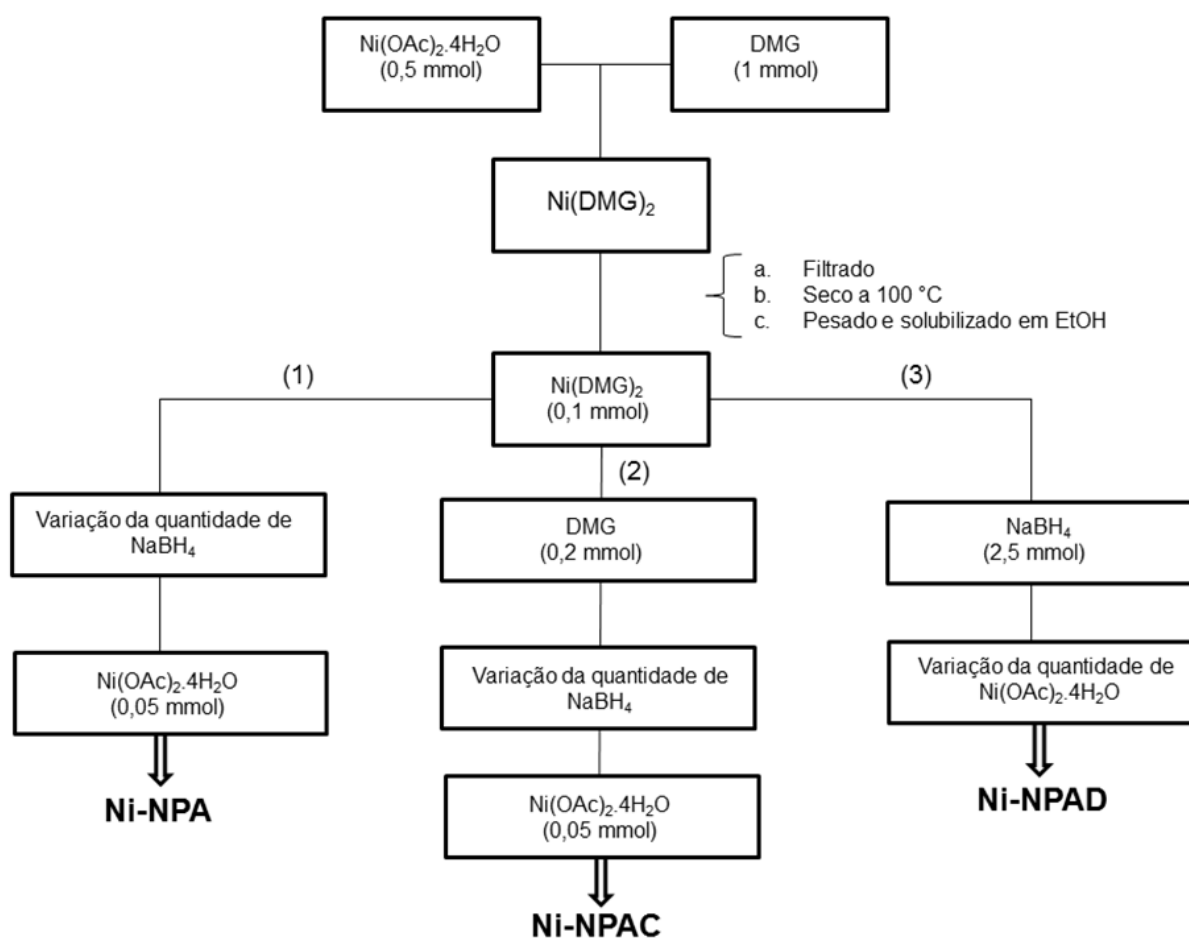 Ni(OAc)₂.4H₂O
(0,5 mmol)
DMG
(1 mmol)
Ni(DMG)₂
a. Filtrado
b. Seco a 100 °C
c. Pesado e solubilizado em EtOH
(1)
Ni(DMG)₂
(0,1 mmol)
(3)
(2)
Variação da quantidade de
NaBH₄
DMG
(0,2 mmol)
NaBH₄
(2,5 mmol)
Ni(OAc)₂.4H₂O
(0,05 mmol)
Variação da quantidade de
NaBH₄
Variação da quantidade de
Ni(OAc)₂.4H₂O
Ni-NPA
Ni(OAc)₂.4H₂O
(0,05 mmol)
Ni-NPAD
Ni-NPAC